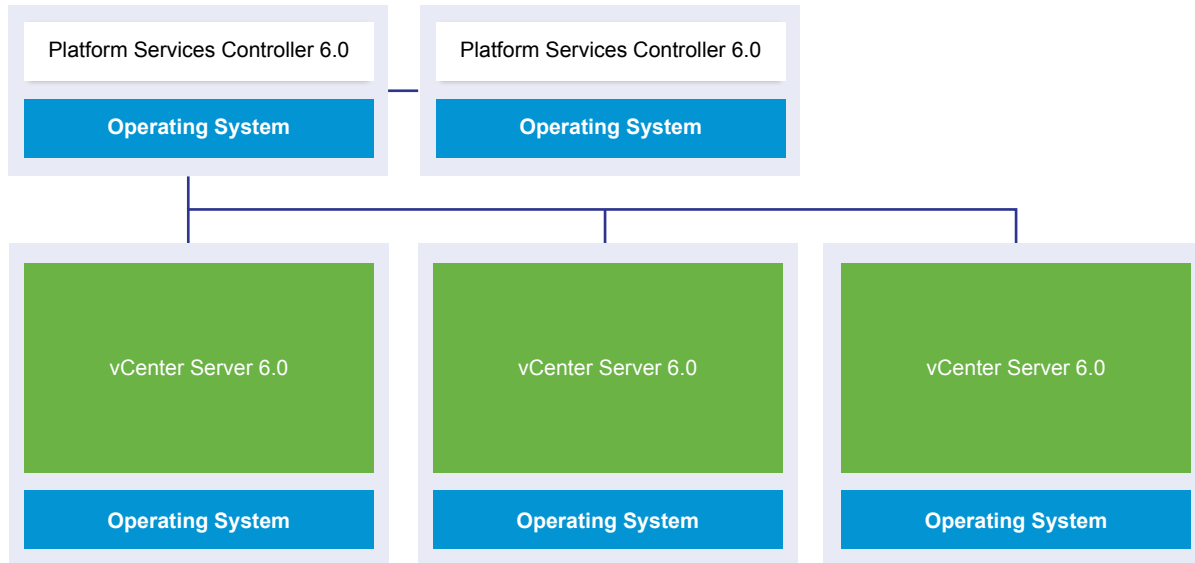 Platform Services Controller 6.0
Platform Services Controller 6.0
Operating System
Operating System
vCenter Server 6.0
vCenter Server 6.0
vCenter Server 6.0
Operating System
Operating System
Operating System